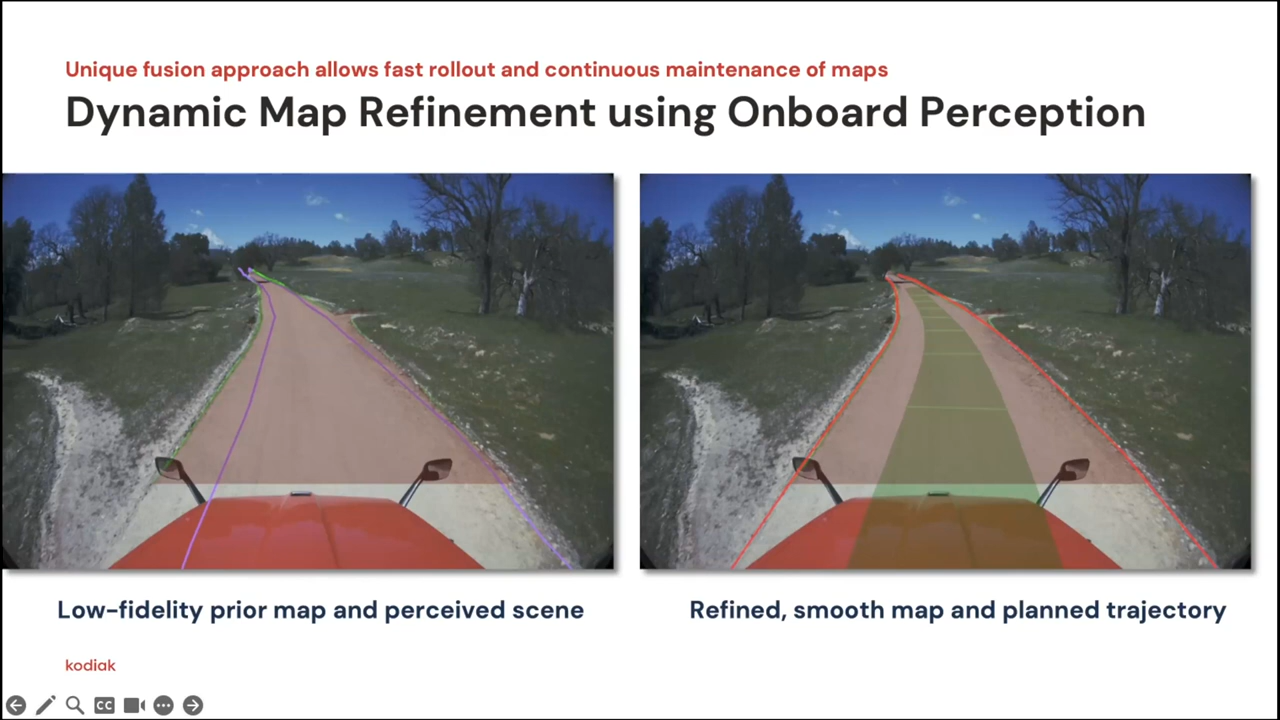 Unique fusion approach allows fast rollout and continuous maintenance of maps
Dynamic Map Refinement using Onboard Perception
Low-fidelity prior map and perceived scene
Refined, smooth map and planned trajectory
kodiak
CC